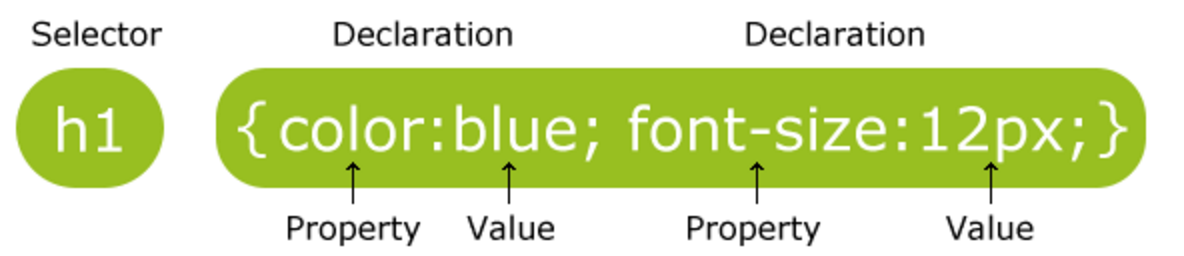 Selector Declaration Declaration
h1 {color:blue; font-size:12px;}
Property Value Property Value